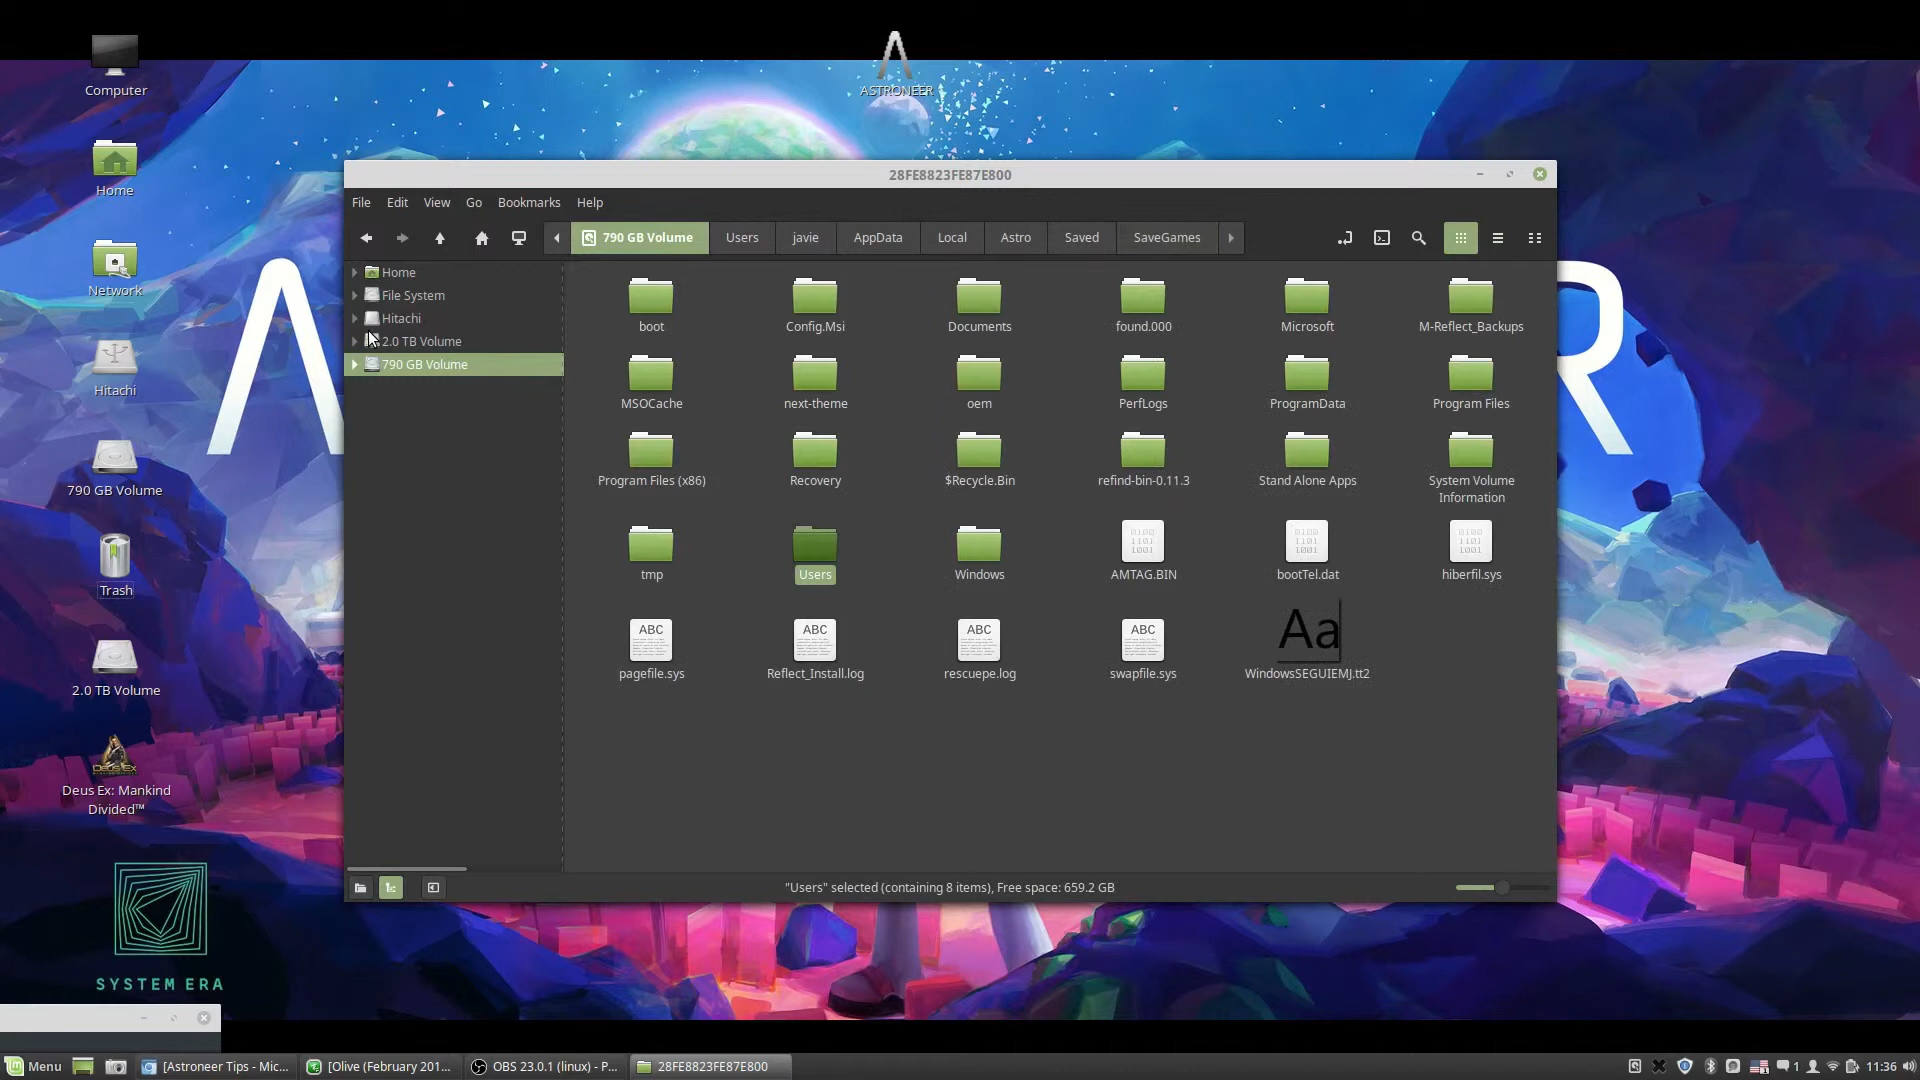 Computer
ASTRONEER
Home
Network
Hitachi
790 GB Volume
Trash
2.0 TB Volume
Deus Ex: Mankind
Divided™
SYSTEM ERA
28FE8823FE87E800
File Edit View Go Bookmarks Help
790 GB Volume Users javie AppData Local Astro Saved SaveGames
Home
File System
Hitachi
2.0 TB Volume
790 GB Volume
boot Config.Msi Documents found.000 Microsoft M-Reflect_Backups
MSOCache next-theme oem PerfLogs ProgramData Program Files
Program Files (x86) Recovery $Recycle.Bin refind-bin-0.11.3 Stand Alone Apps System Volume
Information
tmp Users Windows AMTAG.BIN bootTel.dat hiberfil.sys
ABC ABC ABC ABC Aa
pagefile.sys Reflect_Install.log rescuepe.log swapfile.sys WindowsSEGUIEMJ.tt2
"Users" selected (containing 8 items), Free space: 659.2 GB
Menu [Astroneer Tips - Mic... [Olive (February 201... OBS 23.0.1 (linux) - P... 28FE8823FE87E800 1 11:36